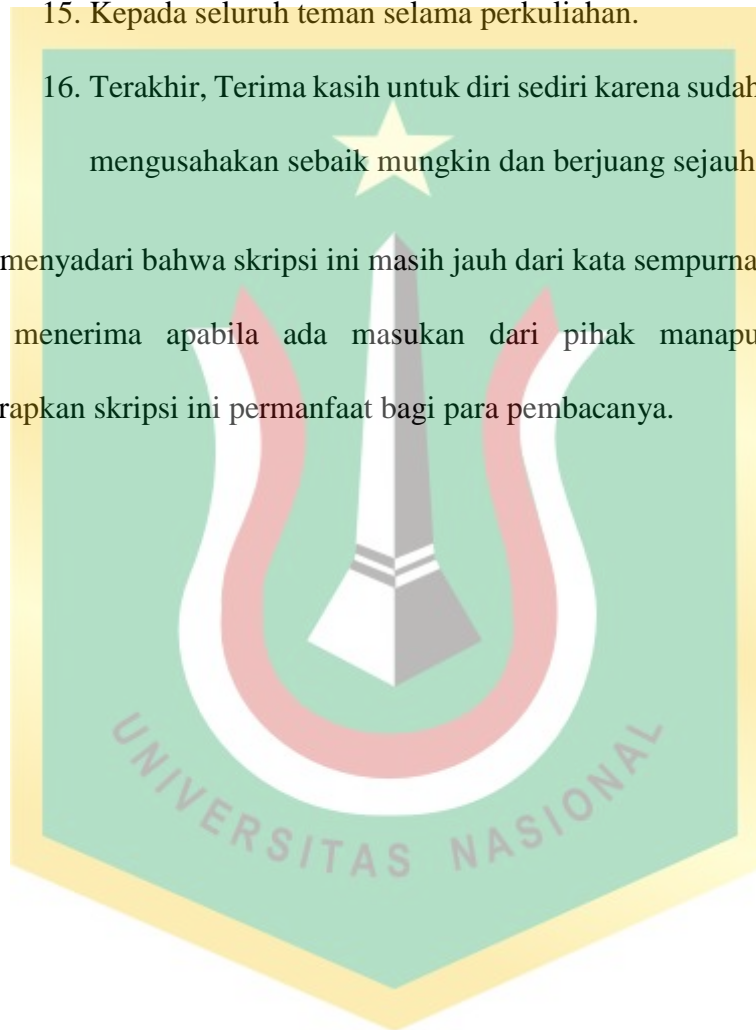 15. Kepada seluruh teman selama perkuliahan.
16. Terakhir, Terima kasih untuk diri sediri karena sudah
mengusahakan sebaik mungkin dan berjuang sejauh
menyadari bahwa skripsi ini masih jauh dari kata sempurna
menerima apabila ada masukan dari pihak manapu
rapkan skripsi ini permanfaat bagi para pembacanya.
UNIVERSITAS NASIONAL